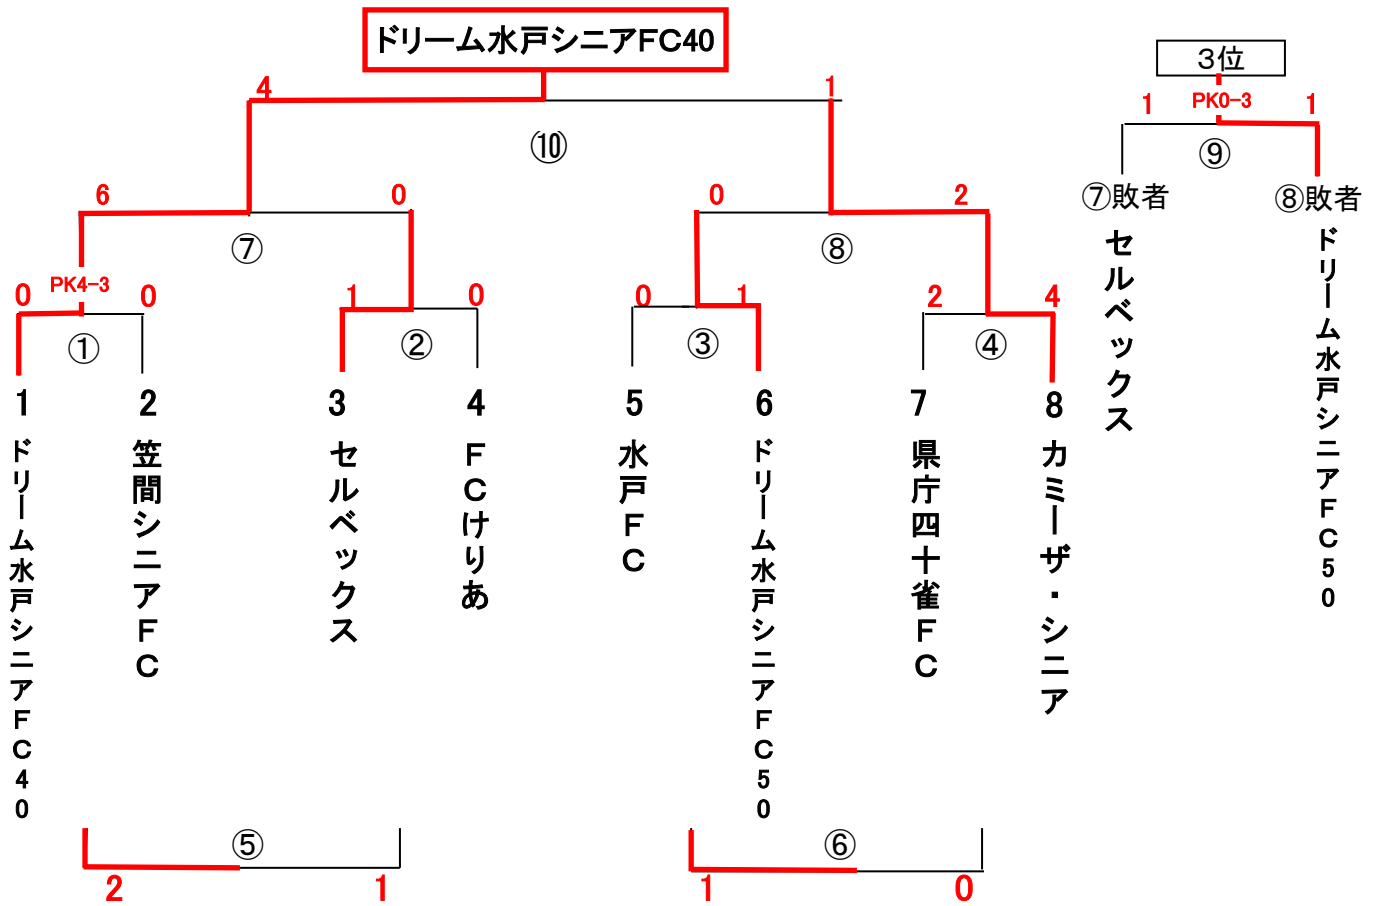 ドリーム水戸シニアFC40
3位
4
1
1
PK0-3
1
⑩
⑨
6
0
0
2
⑦敗者
⑧敗者
⑦
⑧
セルベックス
ドリーム水戸シニアFC50
PK4-3
0
0
1
0
0
1
2
4
①
②
③
④
1
2
3
4
5
6
7
8
ドリーム水戸シニアFC40
笠間シニアFC
セルベックス
FCけりあ
水戸FC
ドリーム水戸シニアFC50
県庁四十雀FC
カミーザ・シニア
⑤
⑥
2
1
1
0